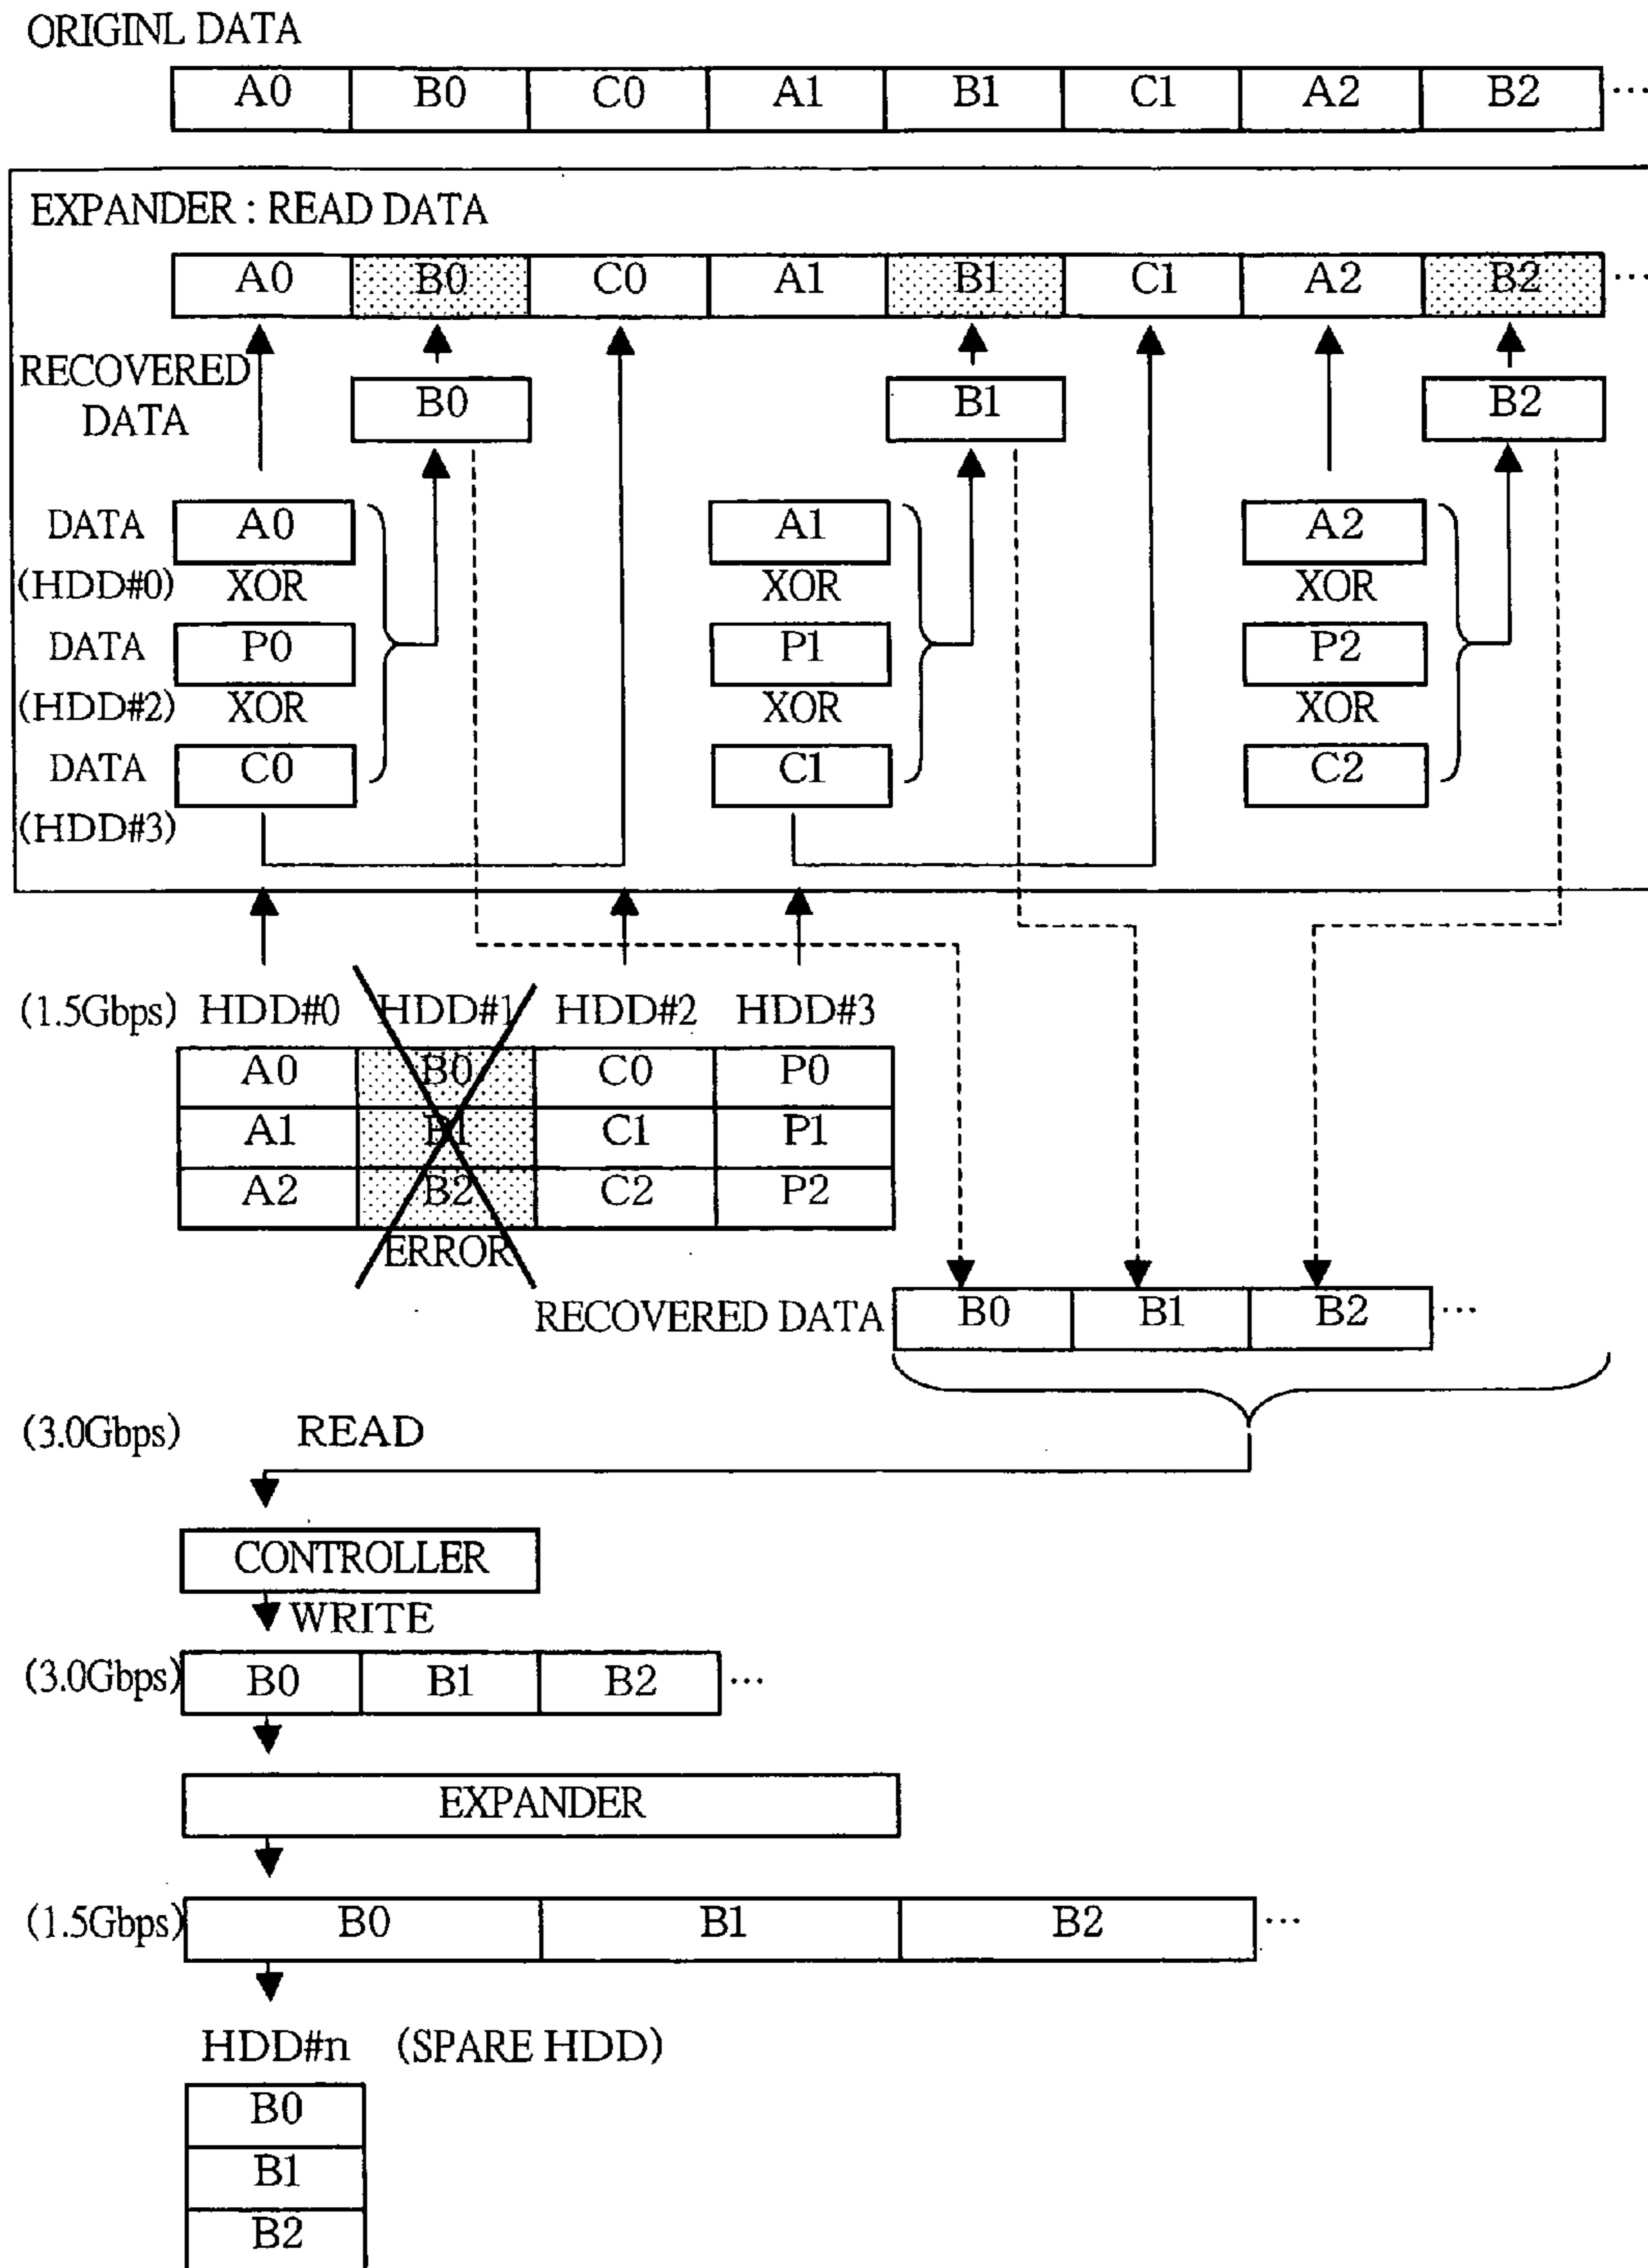 ORIGINL DATA
A0 B0 C0 A1 B1 C1 A2 B2 ...
EXPANDER : READ DATA
A0 B0 C0 A1 B1 C1 A2 B2 ...
RECOVERED DATA
B0 B1 B2
DATA (HDD#0) A0 A1 A2
XOR XOR XOR
DATA (HDD#2) P0 P1 P2
XOR XOR XOR
DATA (HDD#3) C0 C1 C2
(1.5Gbps) HDD#0 HDD#1 HDD#2 HDD#3
A0 B0 C0 P0
A1 B1 C1 P1
A2 B2 C2 P2
ERROR
RECOVERED DATA B0 B1 B2 ...
(3.0Gbps) READ
CONTROLLER
WRITE
(3.0Gbps) B0 B1 B2 ...
EXPANDER
(1.5Gbps) B0 B1 B2 ...
HDD#n (SPARE HDD)
B0
B1
B2